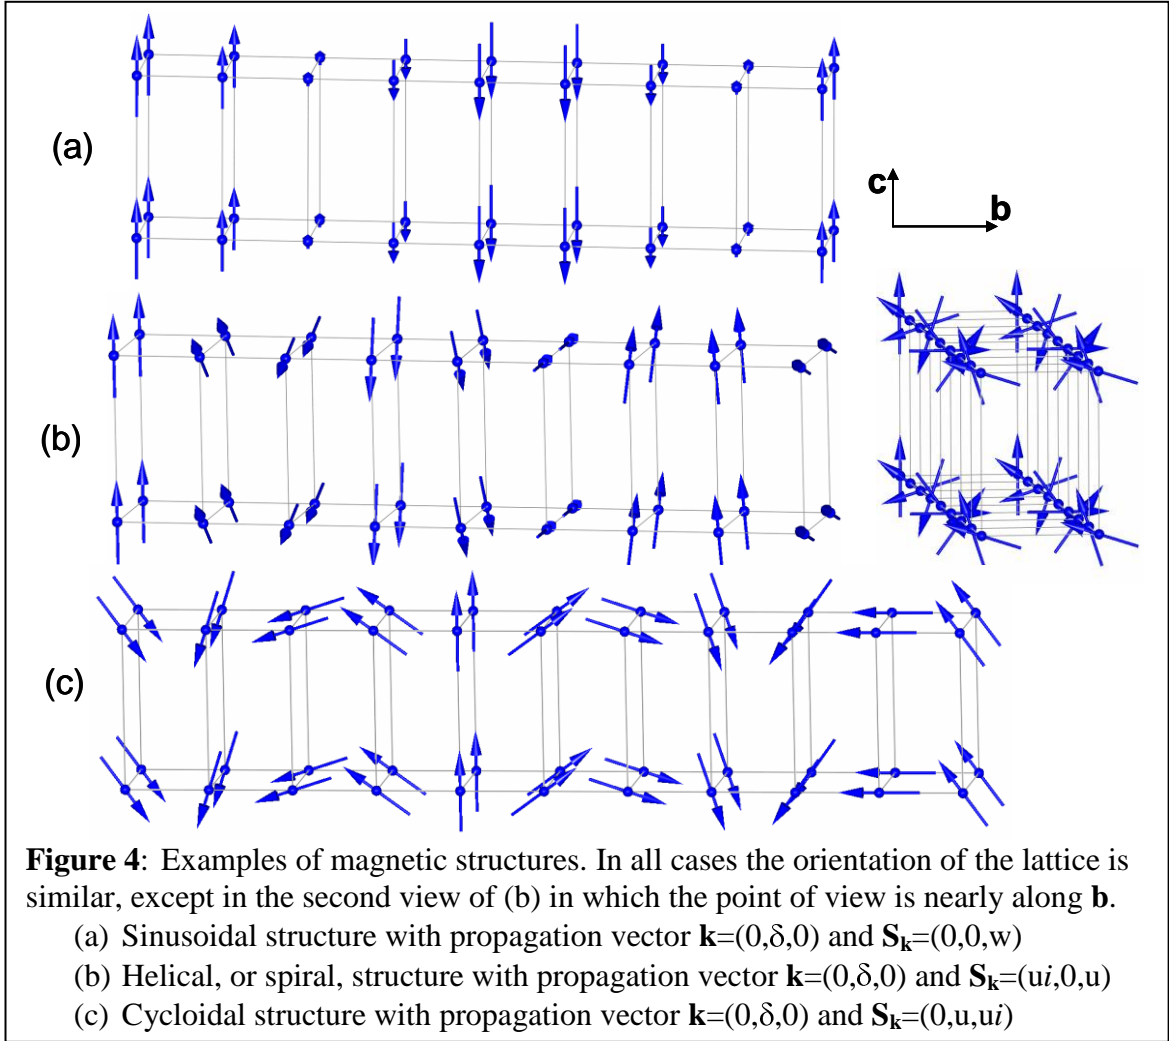 (a)
c
b
(b)
(c)
Figure 4: Examples of magnetic structures. In all cases the orientation of the lattice is
similar, except in the second view of (b) in which the point of view is nearly along b.
(a) Sinusoidal structure with propagation vector k=(0,δ,0) and Sk=(0,0,w)
(b) Helical, or spiral, structure with propagation vector k=(0,δ,0) and Sk=(ui,0,u)
(c) Cycloidal structure with propagation vector k=(0,δ,0) and Sk=(0,u,ui)